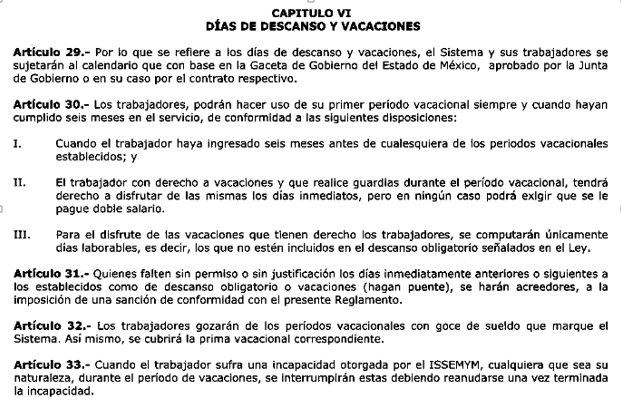 CAPITULO VI
DÍAS DE DESCANSO Y VACACIONES
Artículo 29.- Por lo que se refiere a los días de descanso y vacaciones, el Sistema y sus trabajadores se
sujetarán al calendario que con base en la Gaceta de Gobierno del Estado de México, aprobado por la Junta
de Gobierno o en su caso por el contrato respectivo.
Artículo 30.- Los trabajadores, podrán hacer uso de su primer período vacacional siempre y cuando hayan
cumplido seis meses en el servicio, de conformidad a las siguientes disposiciones:
I. Cuando el trabajador haya ingresado seis meses antes de cualesquiera de los periodos vacacionales
establecidos; y
II. El trabajador con derecho a vacaciones y que realice guardias durante el período vacacional, tendrá
derecho a disfrutar de las mismas los días inmediatos, pero en ningún caso podrá exigir que se le
pague doble salario.
III. Para el disfrute de las vacaciones que tienen derecho los trabajadores, se computarán únicamente
días laborables, es decir, los que no estén incluidos en el descanso obligatorio señalados en el Ley.
Artículo 31.- Quienes falten sin permiso o sin justificación los días inmediatamente anteriores o siguientes a
los establecidos como de descanso obligatorio o vacaciones (hagan puente), se harán acreedores, a la
imposición de una sanción de conformidad con el presente Reglamento.
Artículo 32.- Los trabajadores gozarán de los períodos vacacionales con goce de sueldo que marque el
Sistema. Así mismo, se cubrirá la prima vacacional correspondiente.
Artículo 33.- Cuando el trabajador sufra una incapacidad otorgada por el ISSEMYM, cualquiera que sea su
naturaleza, durante el período de vacaciones, se interrumpirán estas debiendo reanudarse una vez terminada
la incapacidad.